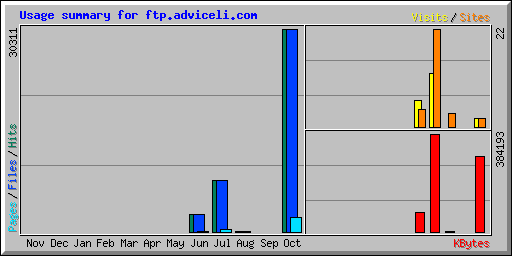 Usage summary for ftp.adviceli.com
Visits/Sites
30311
22
Pages/Files/Hits
384193
Nov Dec Jan Feb Mar Apr May Jun Jul Aug Sep Oct
KBytes